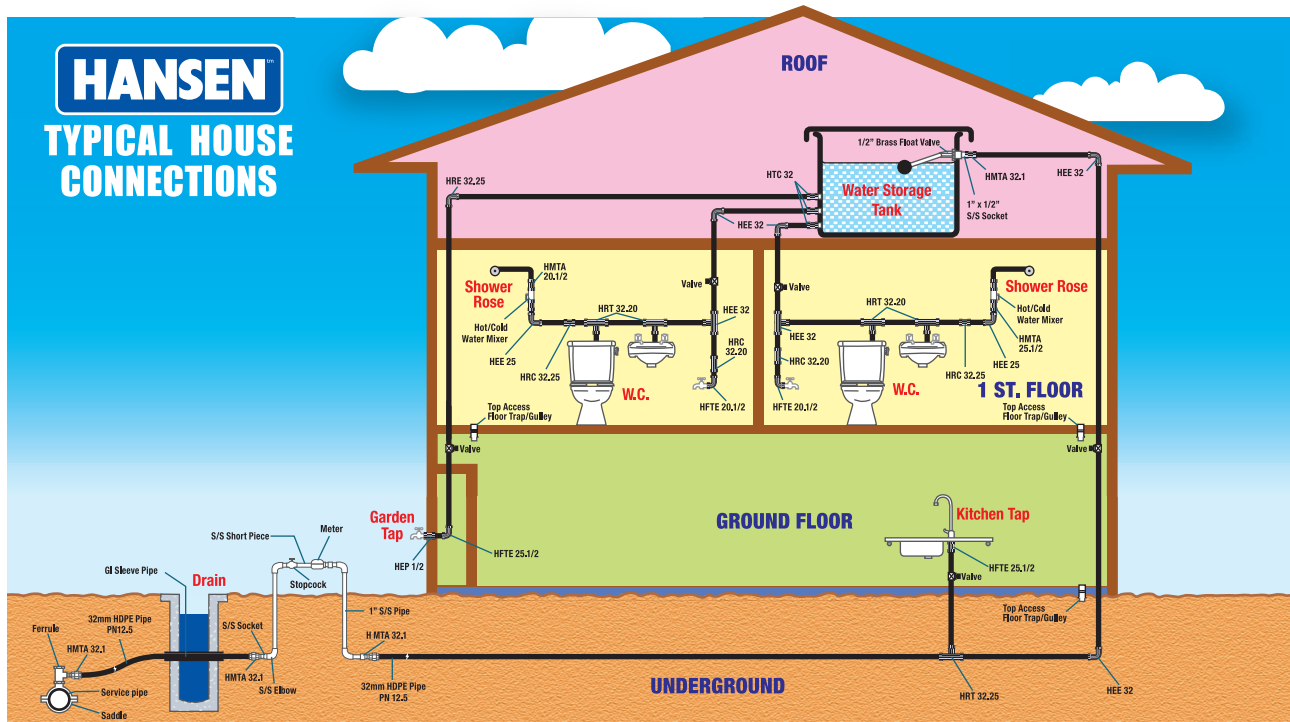 HANSEN™
TYPICAL HOUSE
CONNECTIONS
ROOF
1/2" Brass Float Valve
HRE 32.25
HTC 32
Water Storage
Tank
HMTA 32.1
HEE 32
1" x 1/2"
S/S Socket
HEE 32
HMTA
20.1/2
Shower
Rose
Hot/Cold
Water Mixer
HEE 25
HRC 32.25
HRT 32.20
Valve
HEE 32
HRC
32.20
W.C.
HFTE 20.1/2
Valve
HRT 32.20
HEE 32
HRC 32.20
HFTE 20.1/2
W.C.
Shower Rose
Hot/Cold
Water Mixer
HMTA
25.1/2
HRC 32.25
HEE 25
1 ST. FLOOR
Top Access
Floor Trap/Gulley
Top Access
Floor Trap/Gulley
Valve
Valve
Garden
Tap
HEP 1/2
HFTE 25.1/2
GROUND FLOOR
Kitchen Tap
HFTE 25.1/2
Valve
Top Access
Floor Trap/Gulley
S/S Short Piece
Meter
Stopcock
GI Sleeve Pipe
Drain
1" S/S Pipe
32mm HDPE Pipe
PN12.5
Ferrule
HMTA 32.1
S/S Socket
HMTA 32.1
S/S Elbow
H MTA 32.1
32mm HDPE Pipe
PN 12.5
Service pipe
Saddle
UNDERGROUND
HRT 32.25
HEE 32